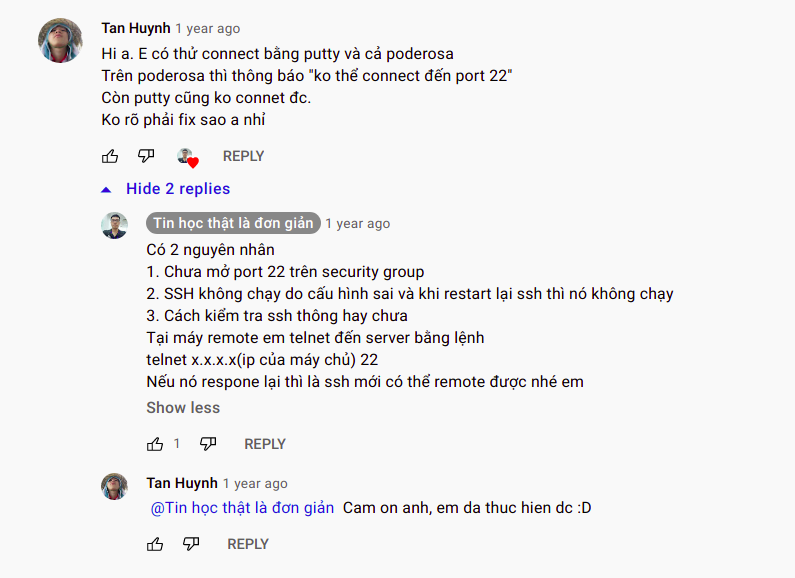 Tan Huynh 1 year ago
Hi a. E có thử connect bằng putty và cả poderosa
Trên poderosa thì thông báo "ko thể connect đến port 22"
Còn putty cũng ko connet đc.
Ko rõ phải fix sao a nhỉ
REPLY
Hide 2 replies
Tin học thật là đơn giản 1 year ago
Có 2 nguyên nhân
1. Chưa mở port 22 trên security group
2. SSH không chạy do cấu hình sai và khi restart lại ssh thì nó không chạy
3. Cách kiểm tra ssh thông hay chưa
Tại máy remote em telnet đến server bằng lệnh
telnet x.x.x.x(ip của máy chủ) 22
Nếu nó respone lại thì là ssh mới có thể remote được nhé em
Show less
1 REPLY
Tan Huynh 1 year ago
@Tin học thật là đơn giản Cam on anh, em da thuc hien dc :D
REPLY